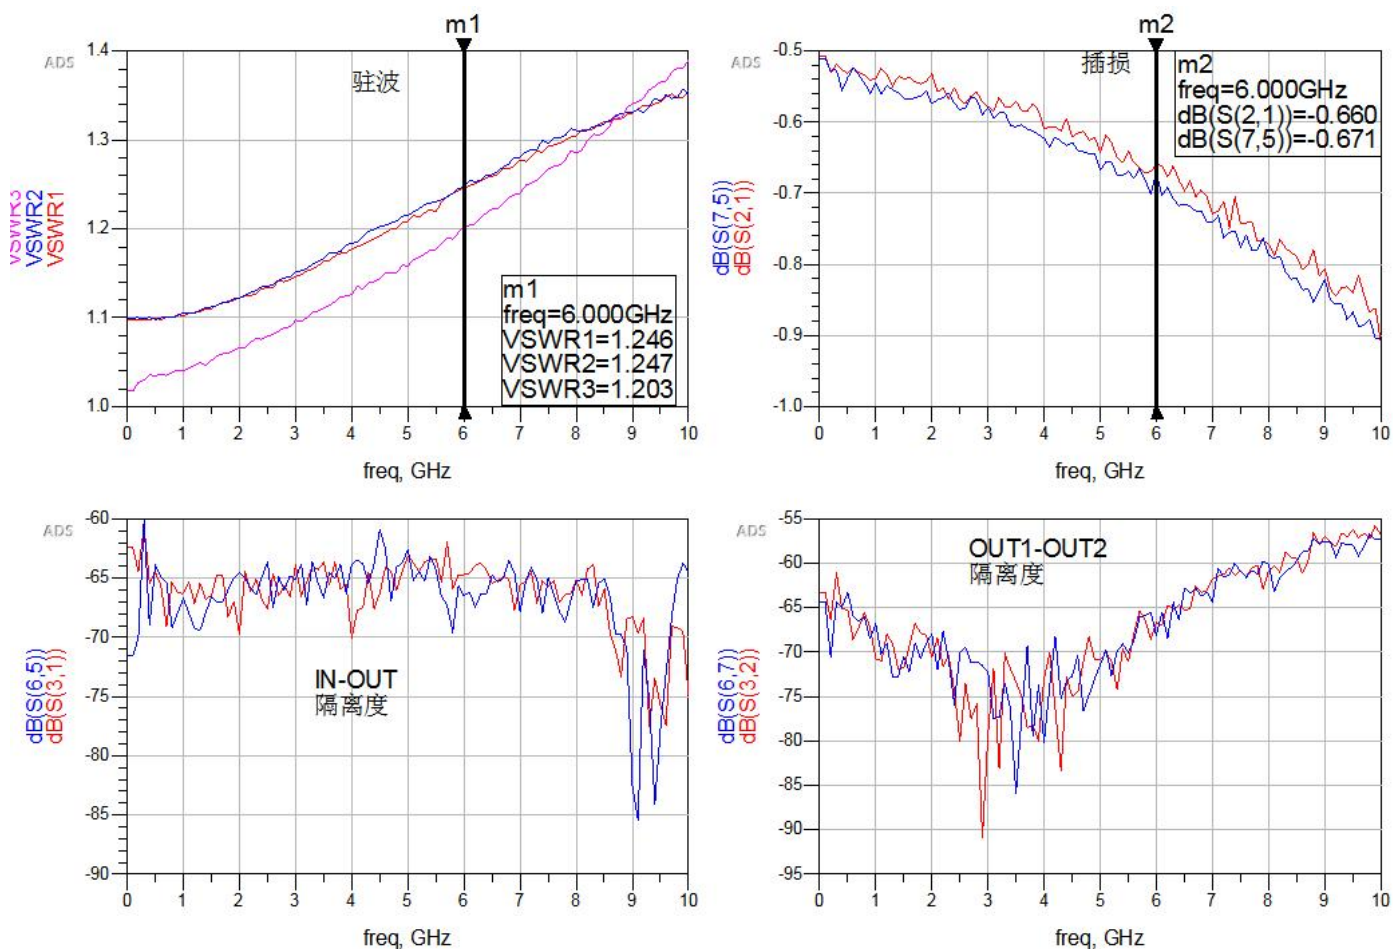 m1
ADS
驻波
1.4
1.3
1.2
1.1
1.0
VSWR3
VSWR2
VSWR1
m1
freq=6.000GHz
VSWR1=1.246
VSWR2=1.247
VSWR3=1.203
0 1 2 3 4 5 6 7 8 9 10
freq, GHz
m2
ADS
插损
-0.5
-0.6
-0.7
-0.8
-0.9
-1.0
dB(S(7,5))
dB(S(2,1))
m2
freq=6.000GHz
dB(S(2,1))=-0.660
dB(S(7,5))=-0.671
0 1 2 3 4 5 6 7 8 9 10
freq, GHz
ADS
-60
-65
-70
-75
-80
-85
-90
dB(S(6,5))
dB(S(3,1))
IN-OUT
隔离度
0 1 2 3 4 5 6 7 8 9 10
freq, GHz
ADS
OUT1-OUT2
隔离度
-55
-60
-65
-70
-75
-80
-85
-90
-95
dB(S(6,7))
dB(S(3,2))
0 1 2 3 4 5 6 7 8 9 10
freq, GHz